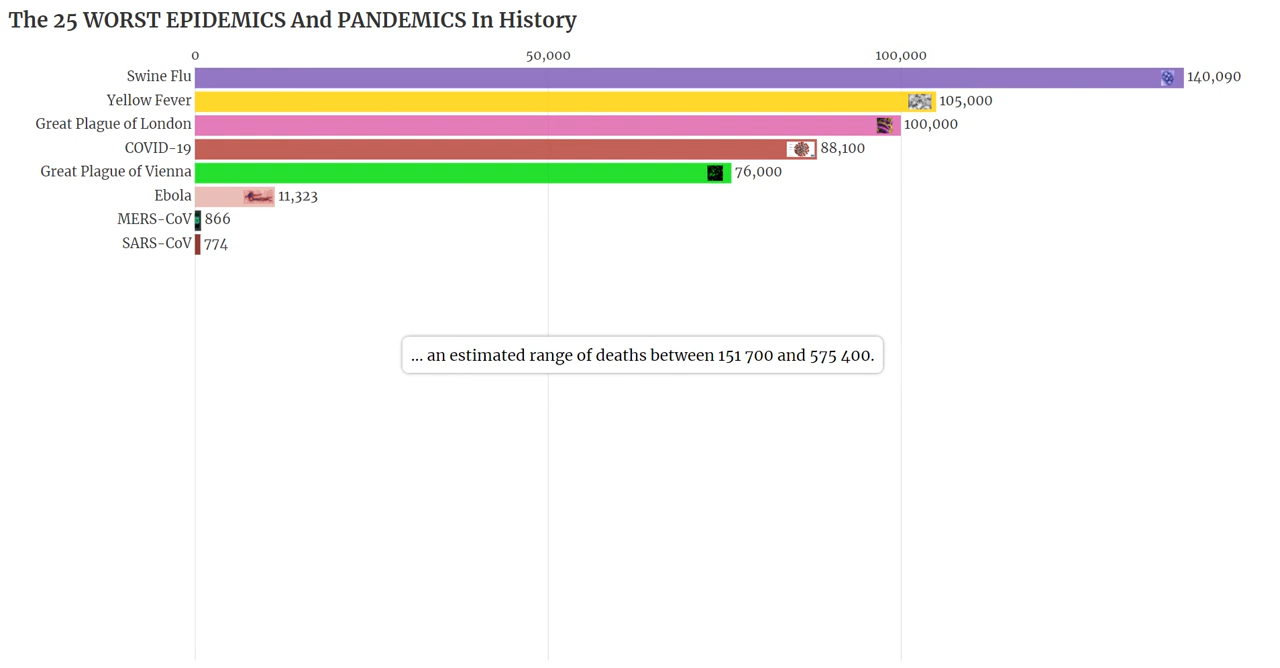 The 25 WORST EPIDEMICS And PANDEMICS In History
0 50,000 100,000
Swine Flu 140,090
Yellow Fever 105,000
Great Plague of London 100,000
COVID-19 88,100
Great Plague of Vienna 76,000
Ebola 11,323
MERS-CoV 866
SARS-CoV 774
... an estimated range of deaths between 151 700 and 575 400.